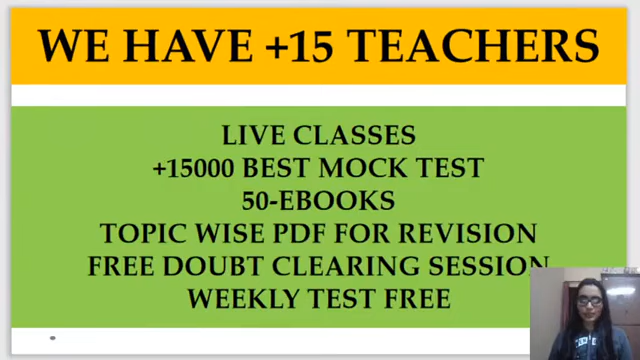 WE HAVE +15 TEACHERS
LIVE CLASSES
+15000 BEST MOCK TEST
50-EBOOKS
TOPIC WISE PDF FOR REVISION
FREE DOUBT CLEARING SESSION
WEEKLY TEST FREE